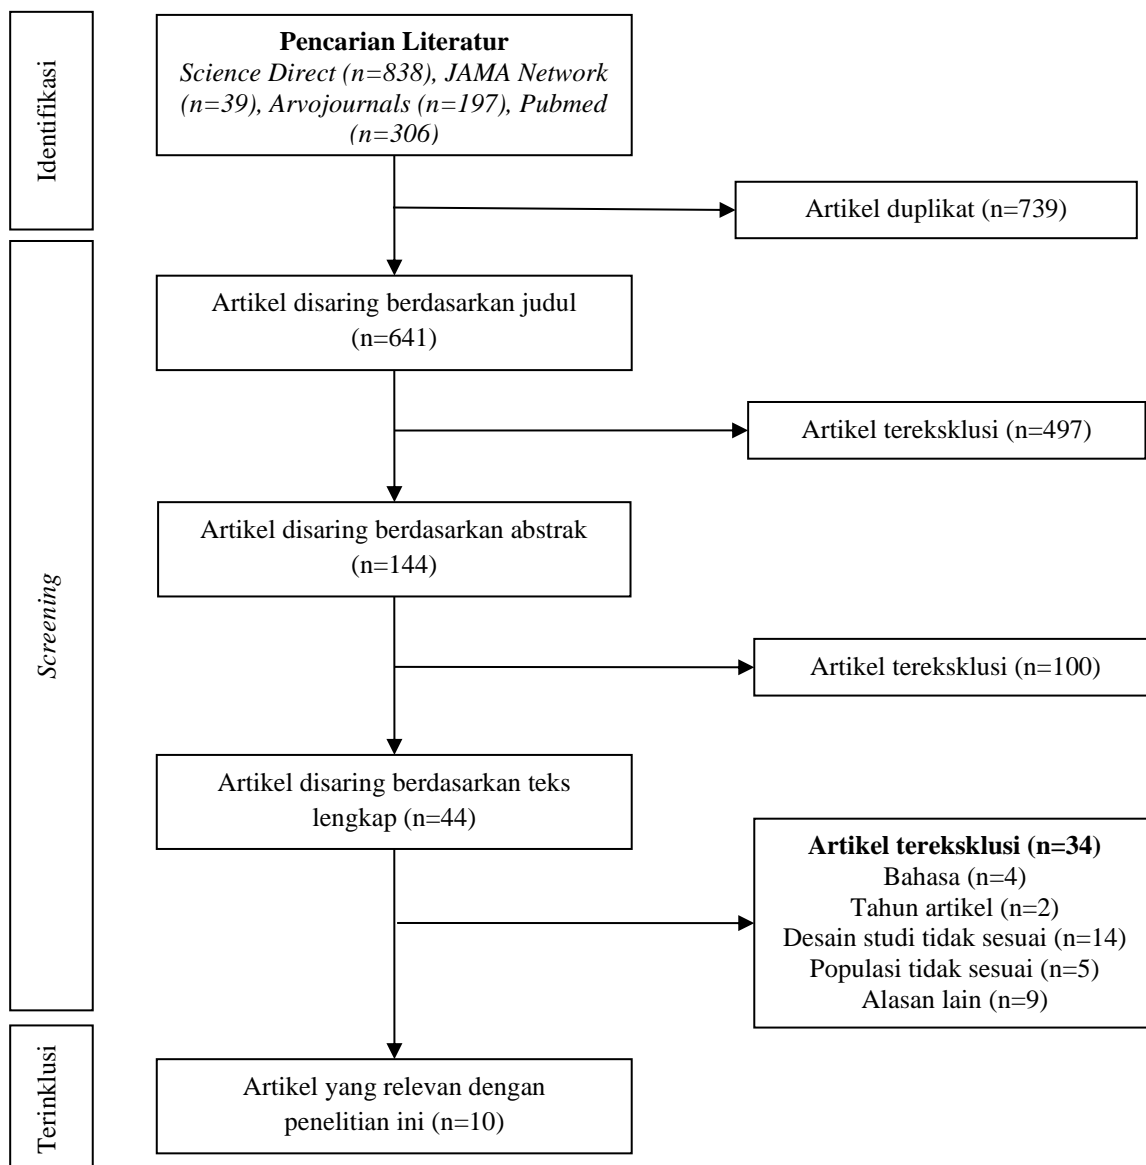 Identifikasi
Pencarian Literatur
Science Direct (n=838), JAMA Network
(n=39), Arvojournals (n=197), Pubmed
(n=306)
Artikel duplikat (n=739)
Screening
Artikel disaring berdasarkan judul
(n=641)
Artikel tereksklusi (n=497)
Artikel disaring berdasarkan abstrak
(n=144)
Artikel tereksklusi (n=100)
Artikel disaring berdasarkan teks
lengkap (n=44)
Artikel tereksklusi (n=34)
Bahasa (n=4)
Tahun artikel (n=2)
Desain studi tidak sesuai (n=14)
Populasi tidak sesuai (n=5)
Alasan lain (n=9)
Terinklusi
Artikel yang relevan dengan
penelitian ini (n=10)